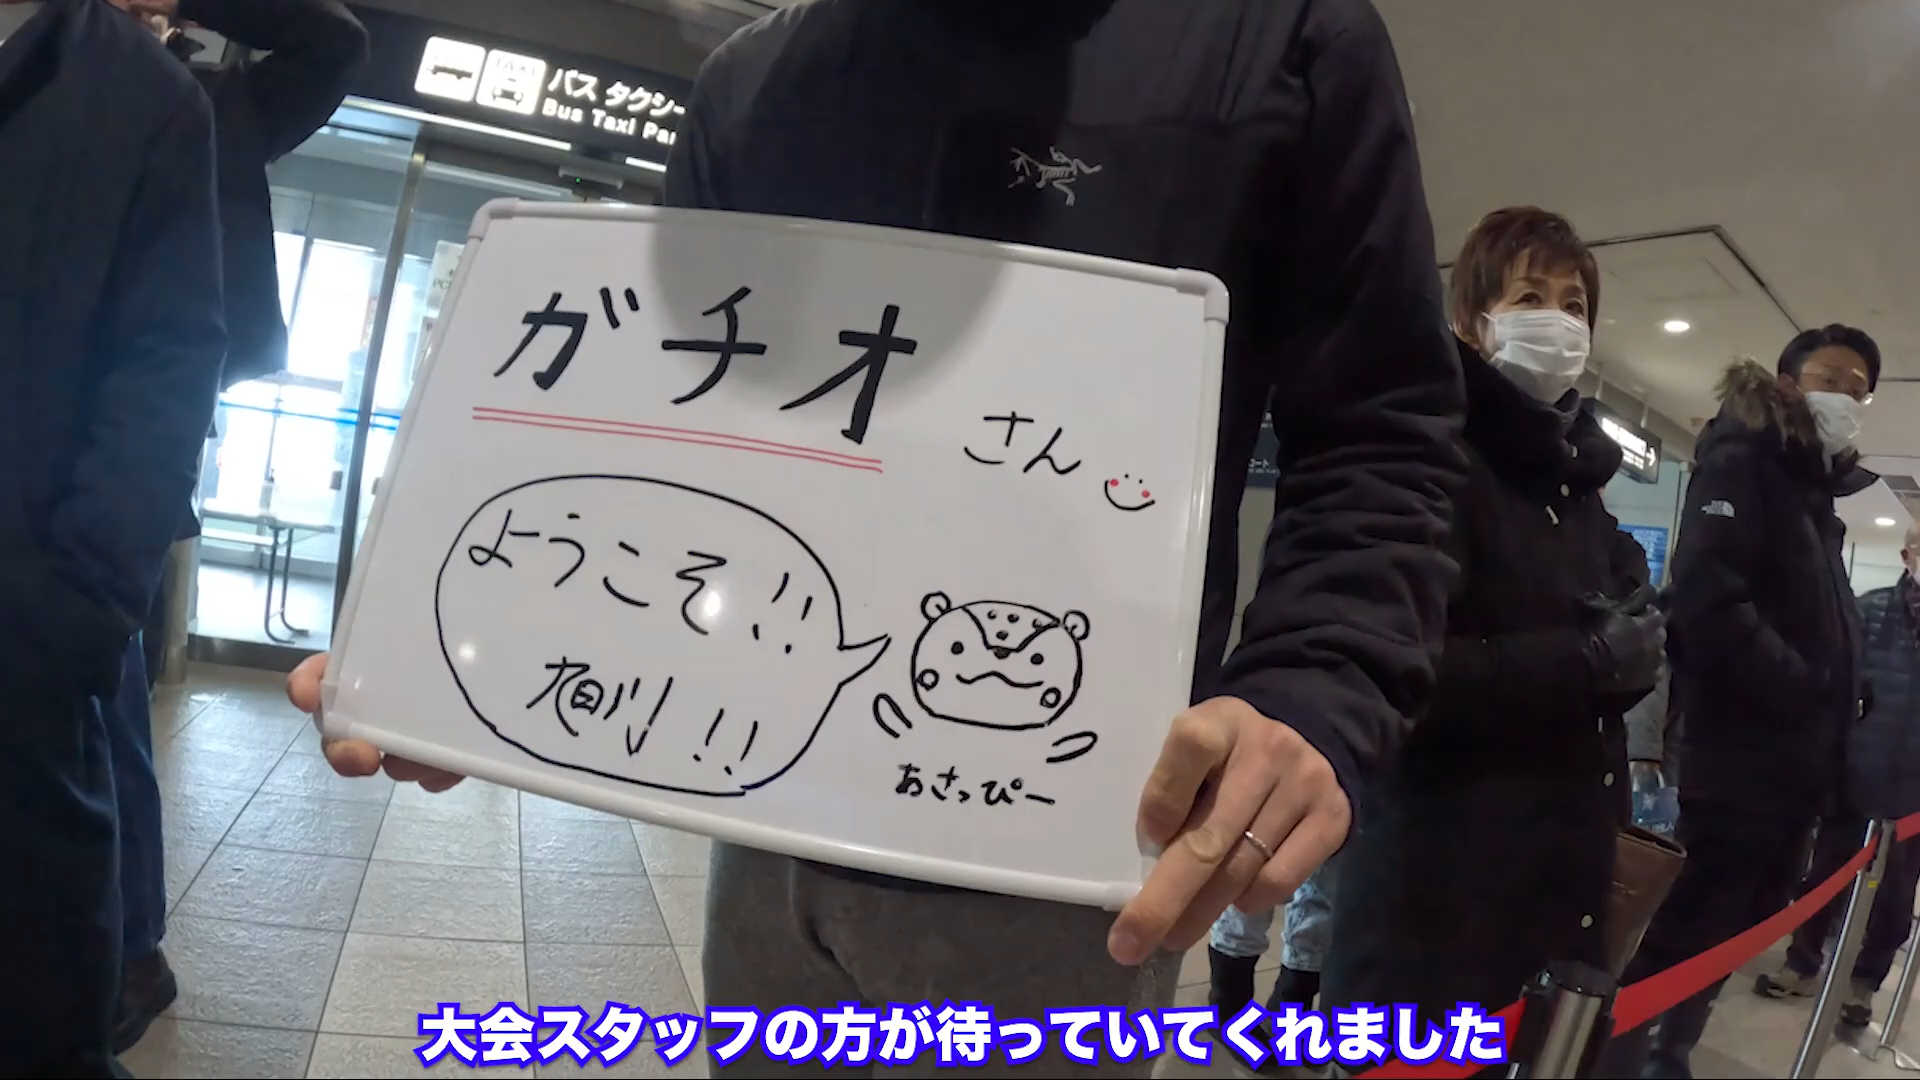 バス タクシー
Bus Taxi Par
ガチオ
さん
ようこそ!!
旭川!!
あさっぴー
大会スタッフの方が待っていてくれました